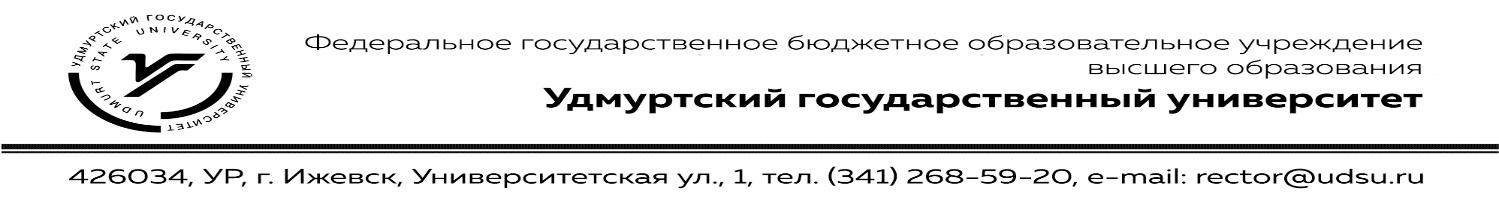 УДМУРТСКИЙ ГОСУДАРСТВЕННЫЙ УНИВЕРСИТЕТ
UDMURT STATE UNIVERSITY
Федеральное государственное бюджетное образовательное учреждение
высшего образования
Удмуртский государственный университет
426034, УР, г. Ижевск, Университетская ул., 1, тел. (341) 268-59-20, e-mail: rector@udsu.ru